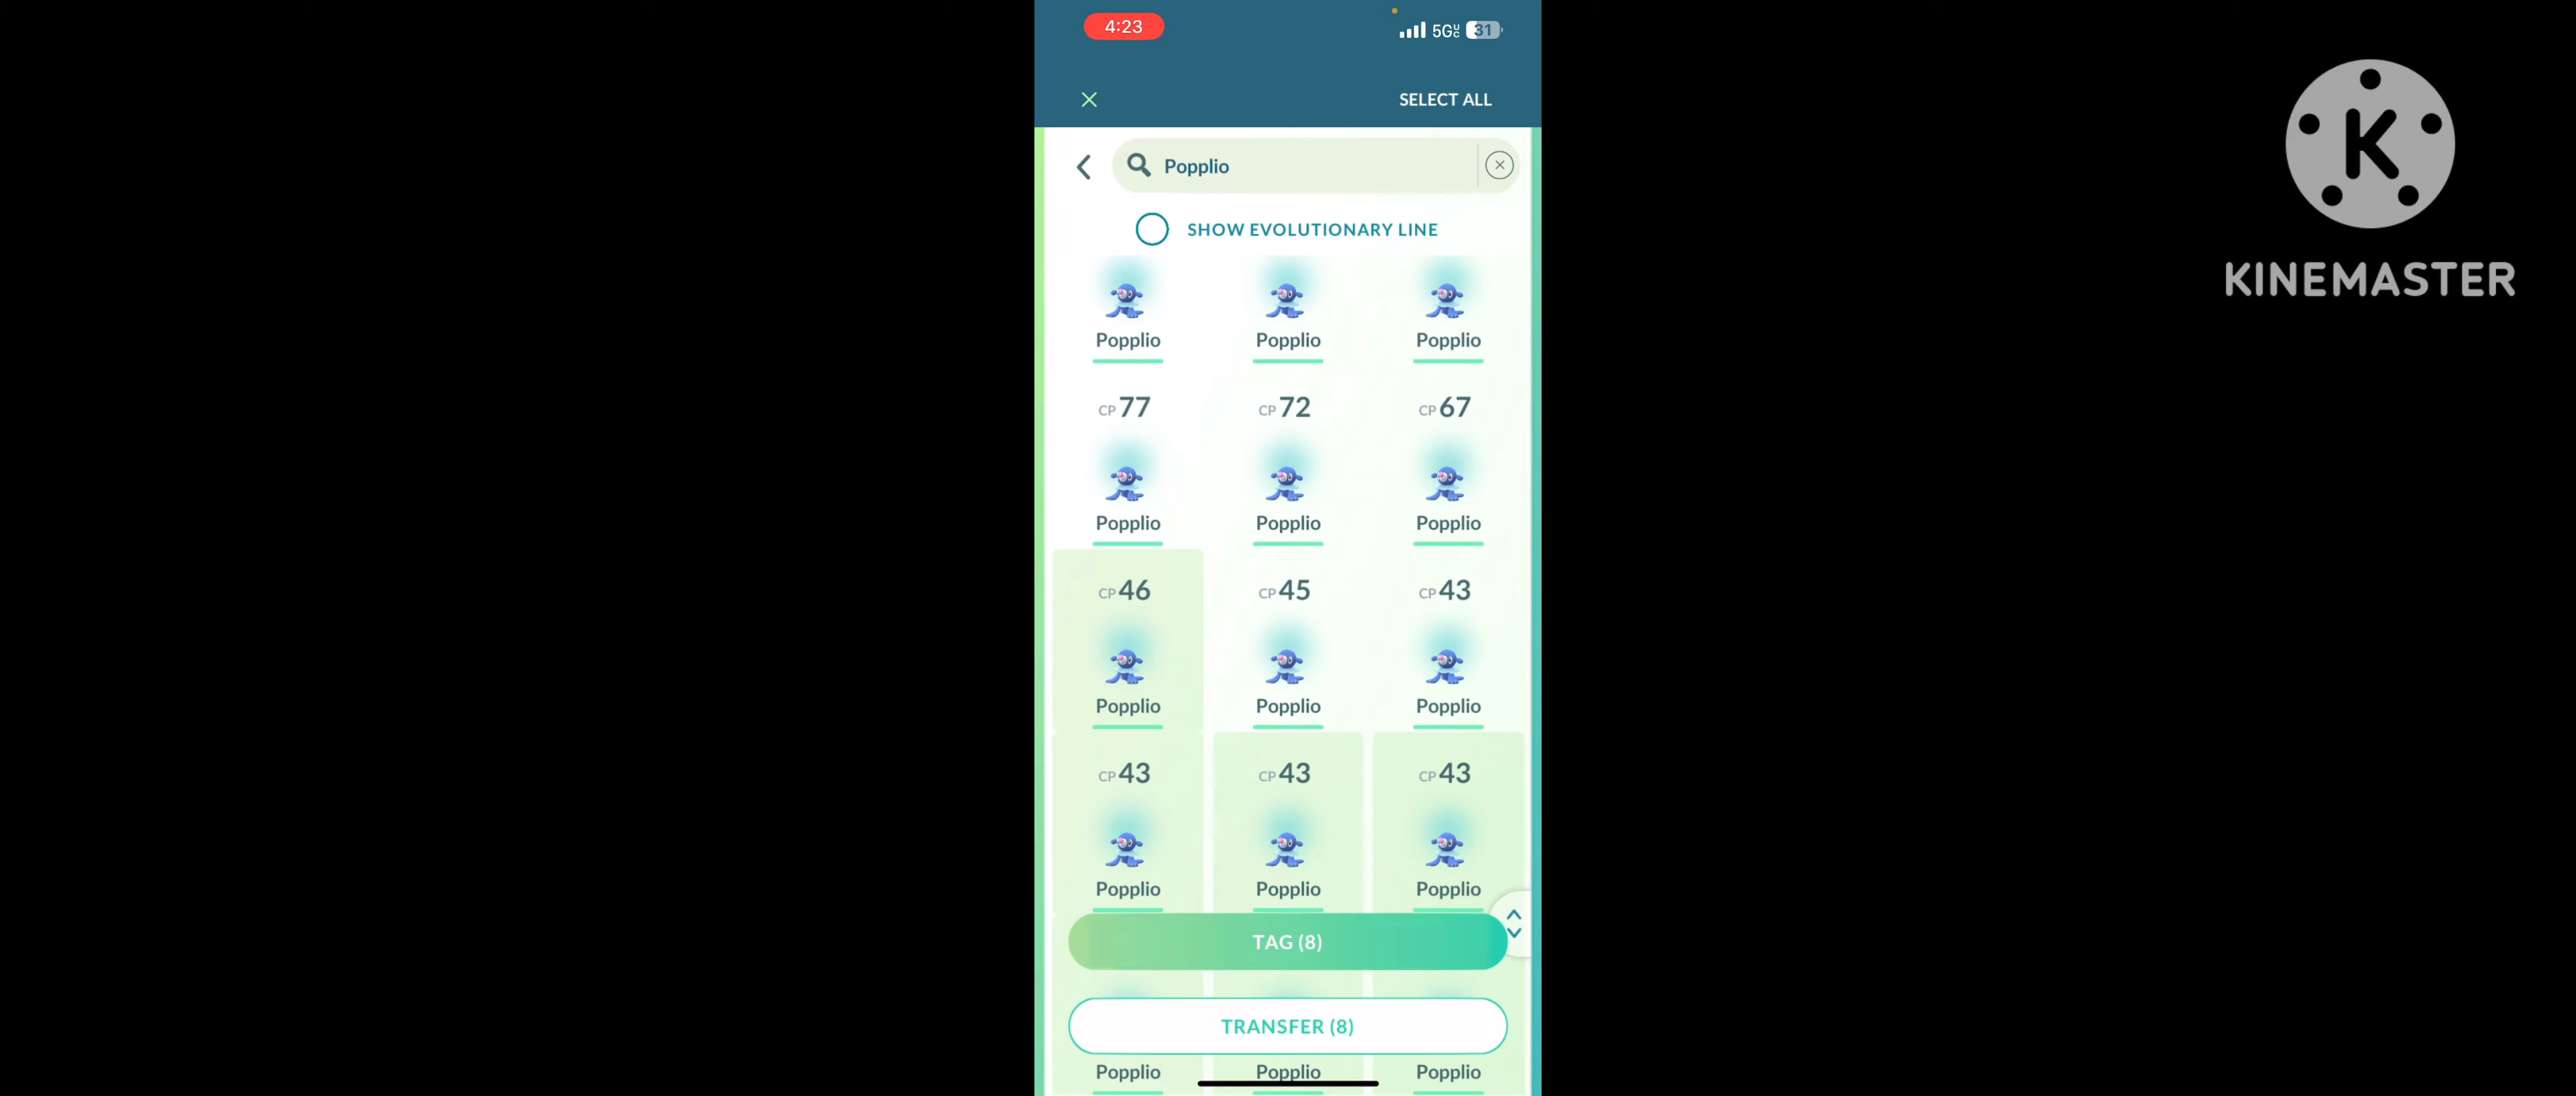 4:23
5G 31
SELECT ALL
Popplio
SHOW EVOLUTIONARY LINE
Popplio Popplio Popplio
CP 77 CP 72 CP 67
Popplio Popplio Popplio
CP 46 CP 45 CP 43
Popplio Popplio Popplio
CP 43 CP 43 CP 43
Popplio Popplio Popplio
TAG (8)
TRANSFER (8)
Popplio Popplio Popplio
K
KINEMASTER